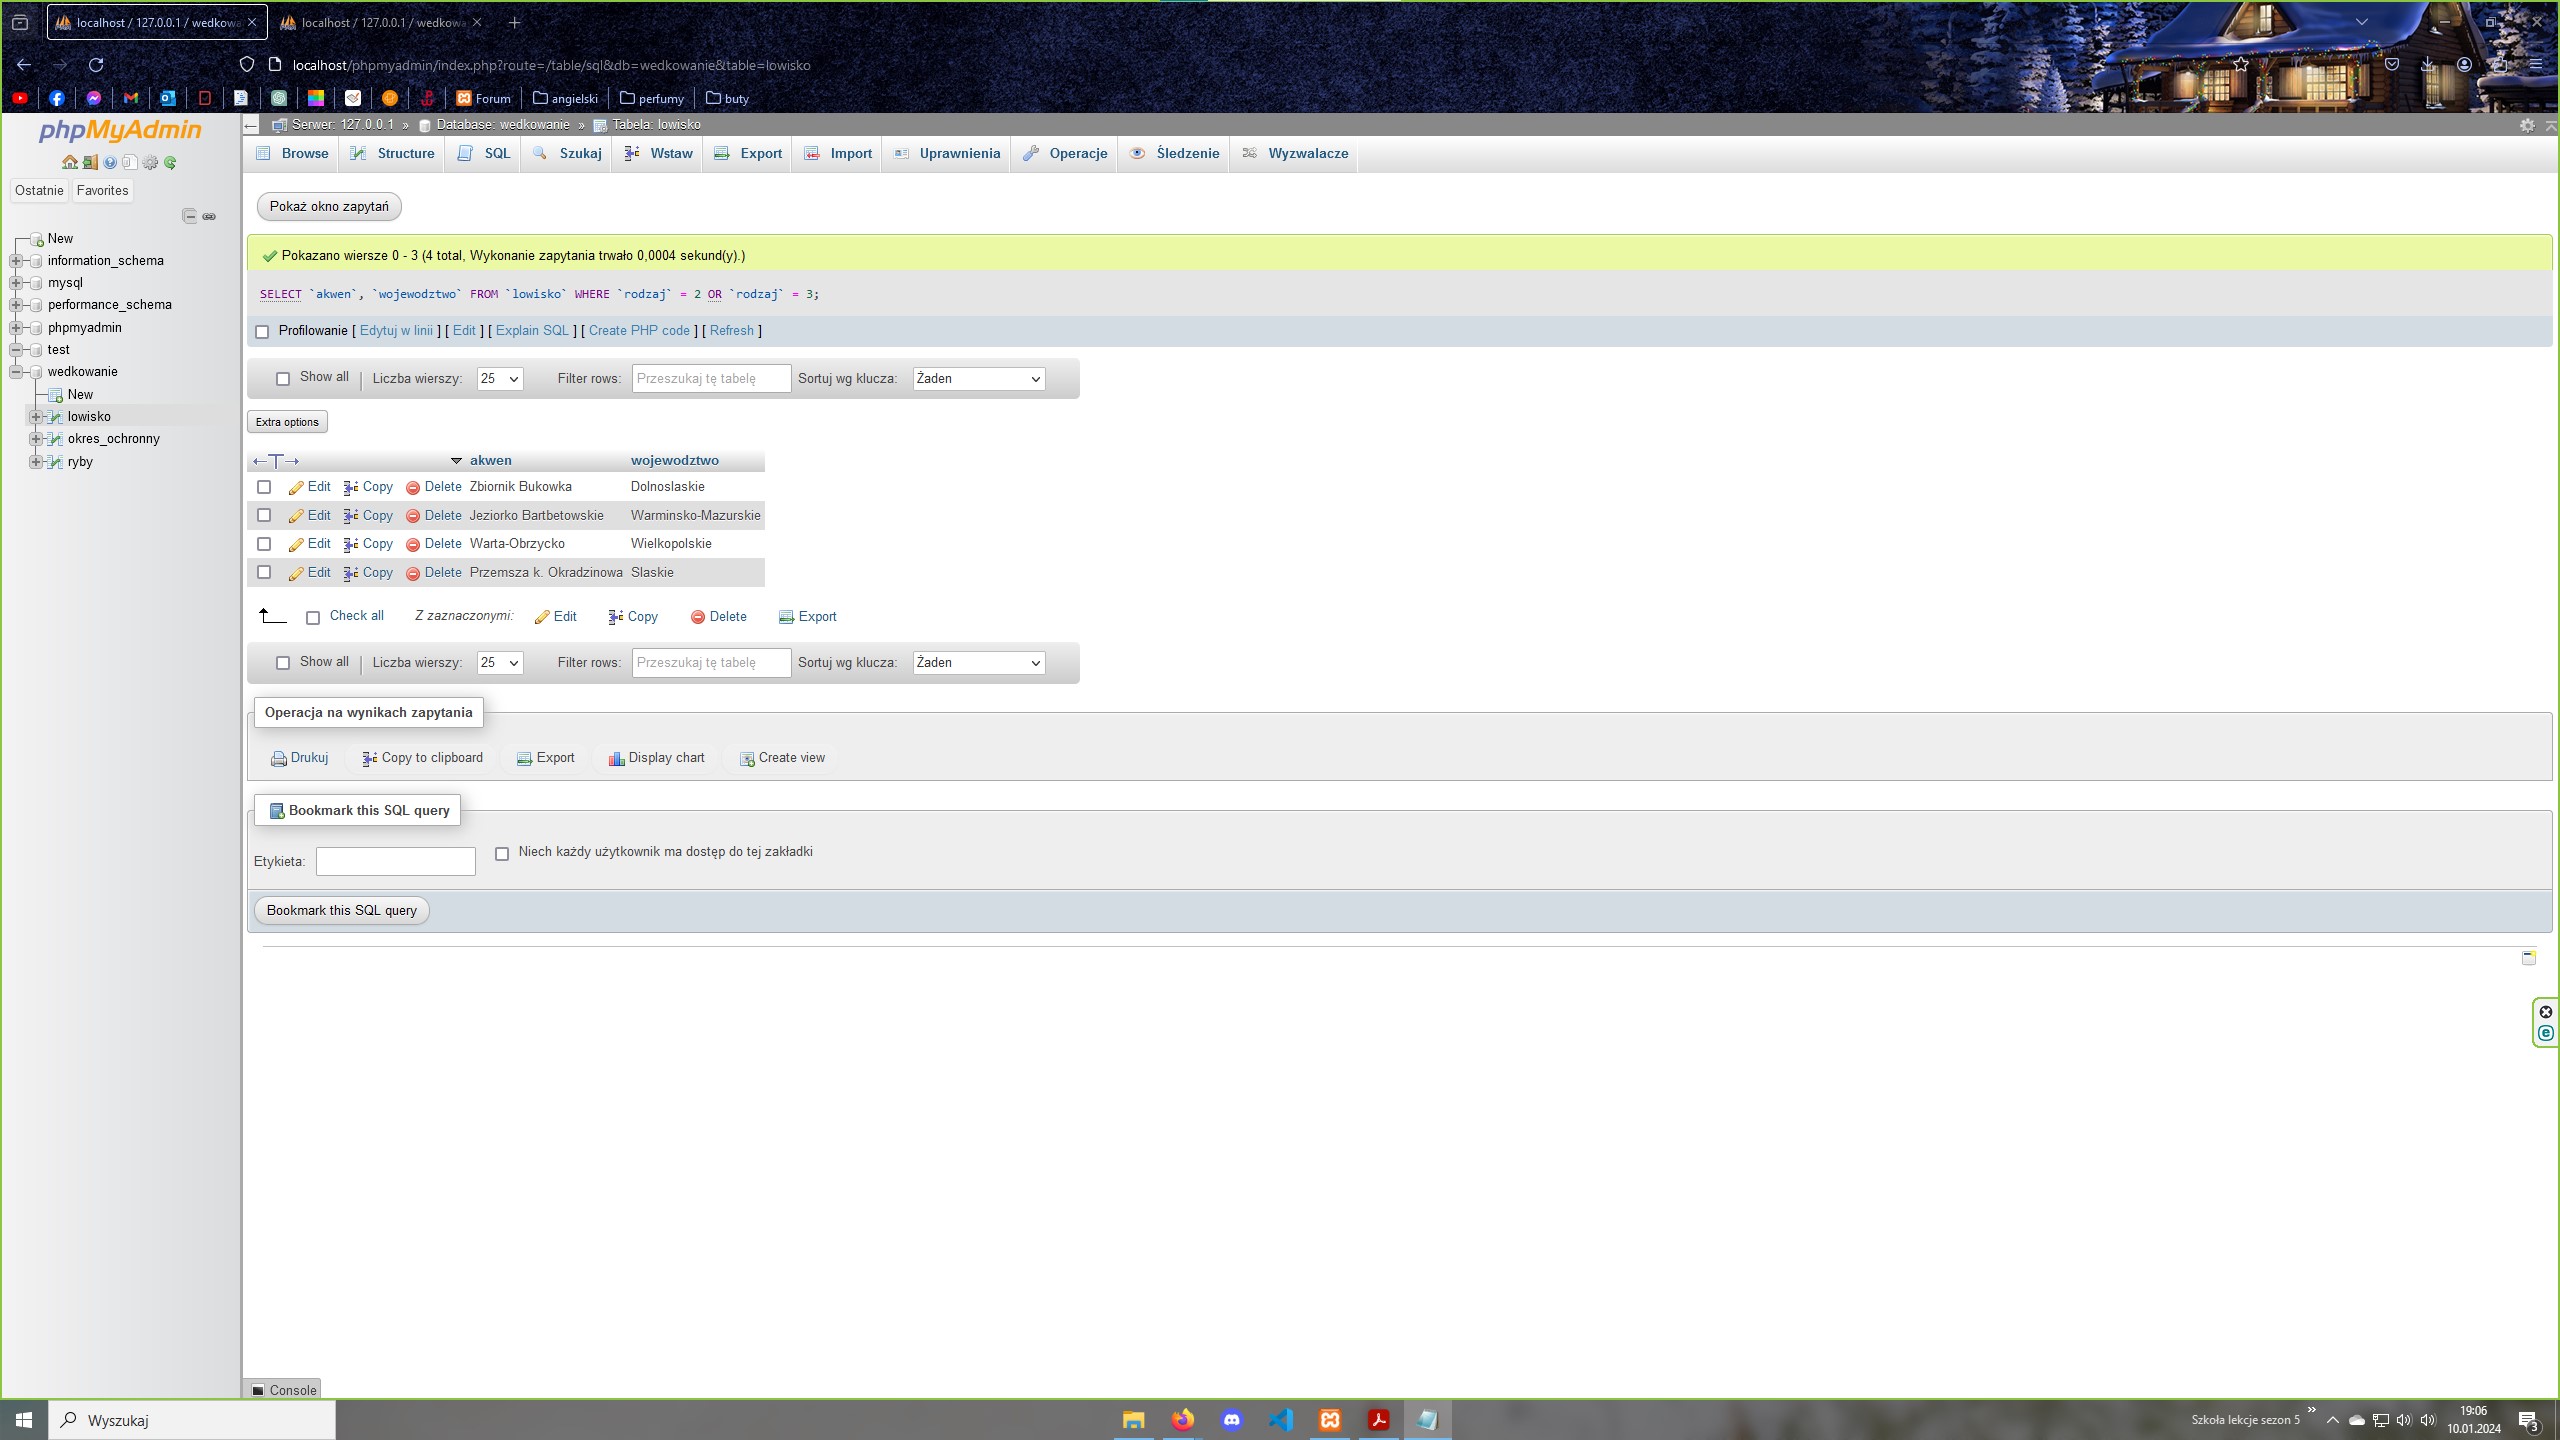 localhost / 127.0.0.1 / wedkowa
localhost / 127.0.0.1 / wedkowa
localhost/phpmyadmin/index.php?route=/table/sql&db=wedkowanie&table=lowisko
Forum
angielski
perfumy
buty
phpMyAdmin
Ostatnie
Favorites
New
information_schema
mysql
performance_schema
phpmyadmin
test
wedkowanie
New
lowisko
okres_ochronny
ryby
Serwer: 127.0.0.1 » Database: wedkowanie » Tabela: lowisko
Browse Structure SQL Szukaj Wstaw Export Import Uprawnienia Operacje Śledzenie Wyzwalacze
Pokaż okno zapytań
Pokazano wiersze 0 - 3 (4 total, Wykonanie zapytania trwało 0,0004 sekund(y).)
SELECT `akwen`, `wojewodztwo` FROM `lowisko` WHERE `rodzaj` = 2 OR `rodzaj` = 3;
Profilowanie [ Edytuj w linii ] [ Edit ] [ Explain SQL ] [ Create PHP code ] [ Refresh ]
Show all | Liczba wierszy: 25 Filter rows: Przeszukaj tę tabelę Sortuj wg klucza: Żaden
Extra options
←T→ akwen wojewodztwo
Edit Copy Delete Zbiornik Bukowka Dolnoslaskie
Edit Copy Delete Jeziorko Bartbetowskie Warminsko-Mazurskie
Edit Copy Delete Warta-Obrzycko Wielkopolskie
Edit Copy Delete Przemsza k. Okradzinowa Slaskie
Check all Z zaznaczonymi: Edit Copy Delete Export
Show all | Liczba wierszy: 25 Filter rows: Przeszukaj tę tabelę Sortuj wg klucza: Żaden
Operacja na wynikach zapytania
Drukuj Copy to clipboard Export Display chart Create view
Bookmark this SQL query
Etykieta: Niech każdy użytkownik ma dostęp do tej zakładki
Bookmark this SQL query
Console
Wyszukaj
Szkoła lekcje sezon 5
19:06
10.01.2024
3